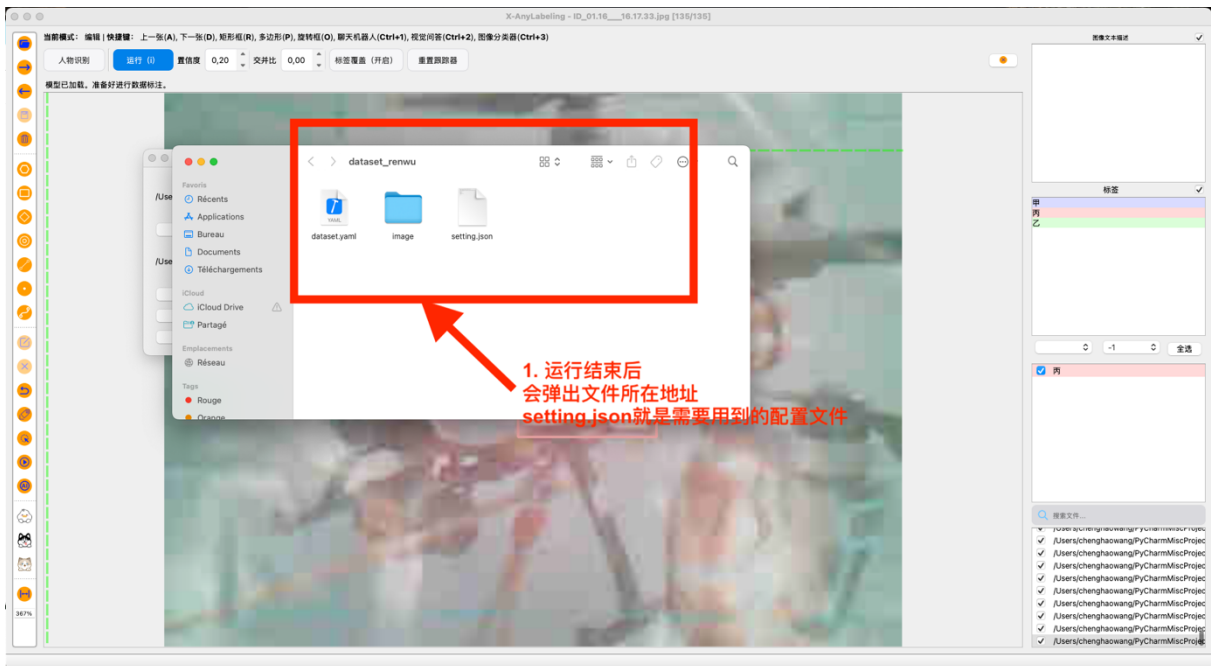 X-AnyLabeling - ID_01.16___16.17.33.jpg [135/135]
当前模式： 编辑 | 快捷键： 上一张(A), 下一张(D), 矩形框(R), 多边形(P), 旋转框(O), 聊天机器人(Ctrl+1), 视觉问答(Ctrl+2), 图像分类器(Ctrl+3)
人物识别 运行 (i) 置信度 0,20 交并比 0,00 标签覆盖（开启） 重置跟踪器
模型已加载。准备好进行数据标注。
图像文本描述
标签
甲
丙
乙
-1 全选
丙
搜索文件...
/Users/chenghaowang/PyCharmMiscProjec
/Users/chenghaowang/PyCharmMiscProjec
/Users/chenghaowang/PyCharmMiscProjec
/Users/chenghaowang/PyCharmMiscProjec
/Users/chenghaowang/PyCharmMiscProjec
/Users/chenghaowang/PyCharmMiscProjec
/Users/chenghaowang/PyCharmMiscProjec
/Users/chenghaowang/PyCharmMiscProjec
/Users/chenghaowang/PyCharmMiscProjec
/Users/chenghaowang/PyCharmMiscProjec
/Use
/Use
dataset_renwu
Favoris
Récents
Applications
Bureau
Documents
Téléchargements
iCloud
iCloud Drive
Partagé
Emplacements
Réseau
Tags
Rouge
Orange
YAML
dataset.yaml
image
setting.json
1. 运行结束后
会弹出文件所在地址
setting.json就是需要用到的配置文件
AI
367%